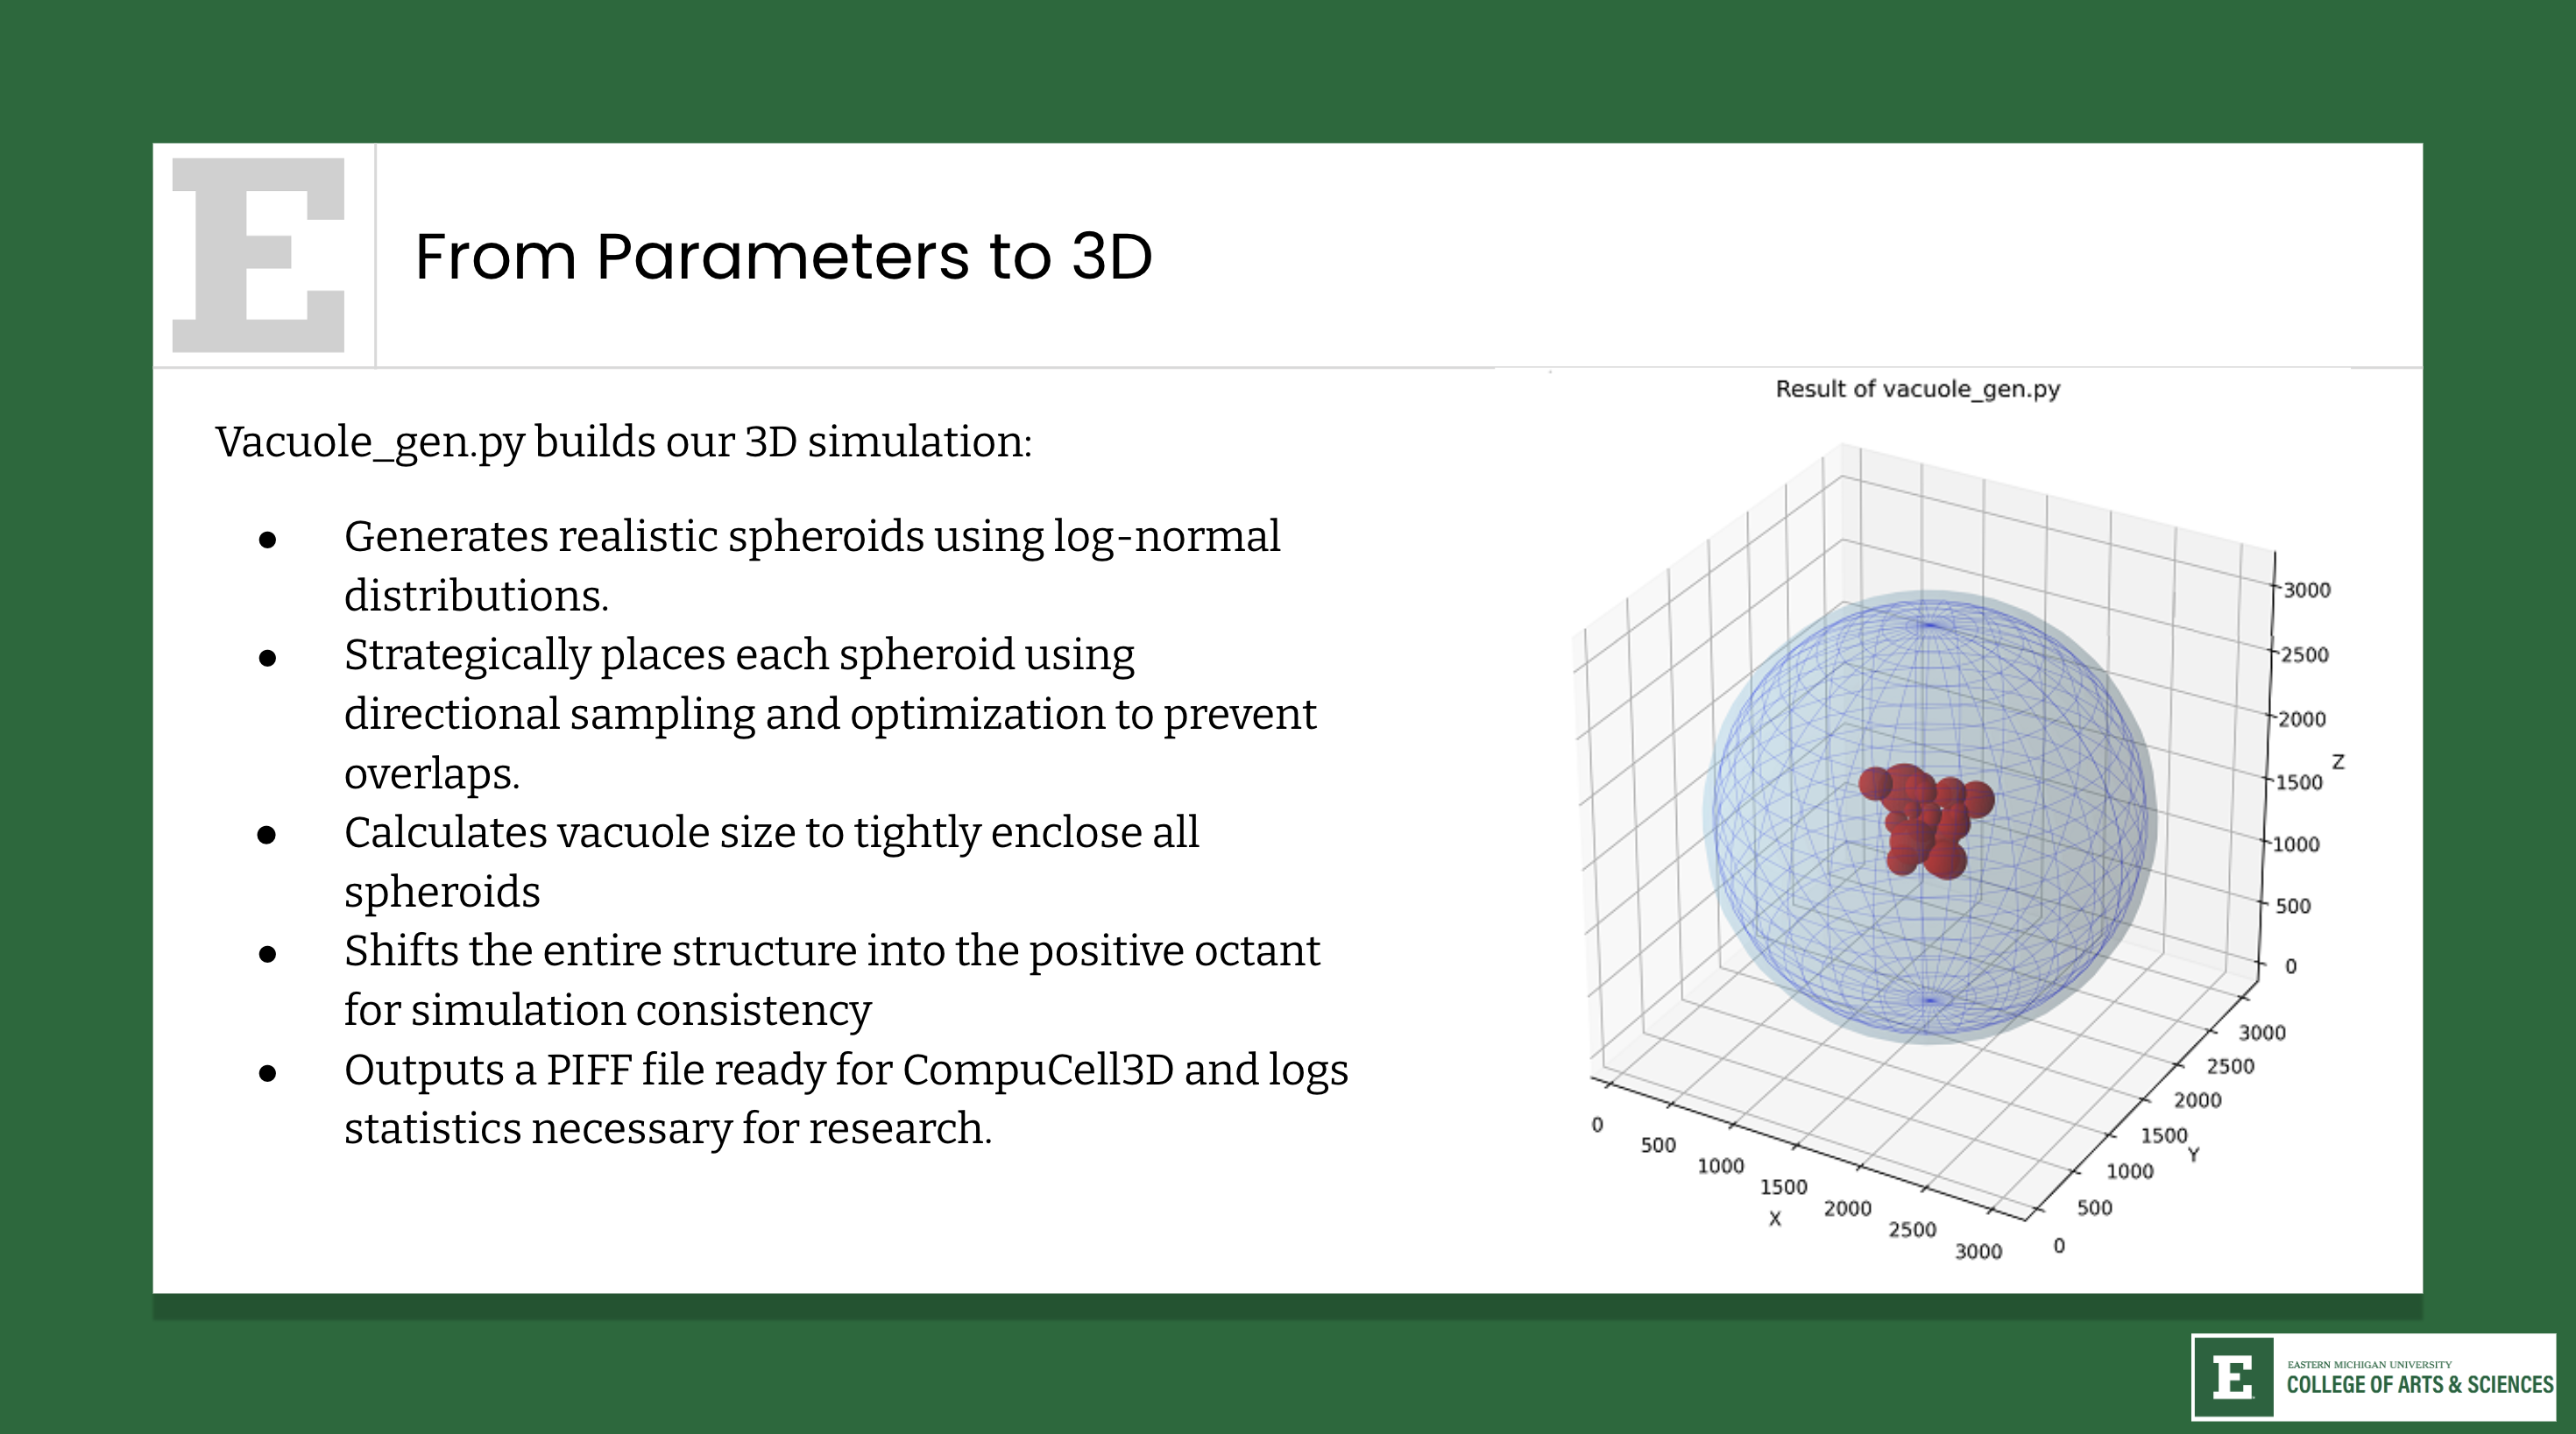 E
From Parameters to 3D
Vacuole_gen.py builds our 3D simulation:
● Generates realistic spheroids using log-normal
distributions.
● Strategically places each spheroid using
directional sampling and optimization to prevent
overlaps.
● Calculates vacuole size to tightly enclose all
spheroids
● Shifts the entire structure into the positive octant
for simulation consistency
● Outputs a PIFF file ready for CompuCell3D and logs
statistics necessary for research.
Result of vacuole_gen.py
3000
2500
2000
Z
1500
1000
500
0
3000
2500
2000
1500
Y
1000
500
0
0
500
1000
1500
X
2000
2500
3000
E
EASTERN MICHIGAN UNIVERSITY
COLLEGE OF ARTS & SCIENCES